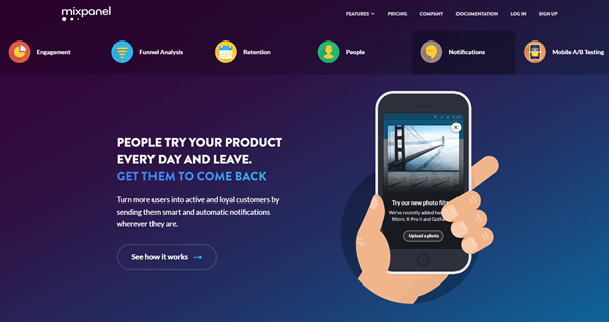 mixpanel
FEATURES
PRICING
COMPANY
DOCUMENTATION
LOG IN
SIGN UP
Engagement
Funnel Analysis
Retention
People
Notifications
Mobile A/B Testing
PEOPLE TRY YOUR PRODUCT
EVERY DAY AND LEAVE.
GET THEM TO COME BACK
Turn more users into active and loyal customers by
sending them smart and automatic notifications
wherever they are.
See how it works
Try our new photo filte
We've recently added two
filters: X-Pro II and Goth
Upload a photo